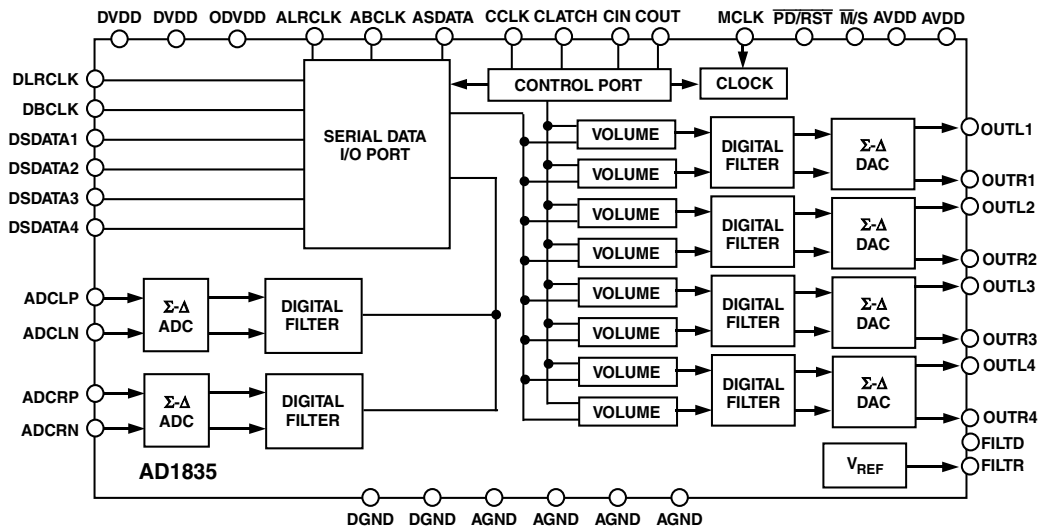 DVDD DVDD ODVDD ALRCLK ABCLK ASDATA CCLK CLATCH CIN COUT MCLK P̅D̅/R̅S̅T̅ M̅/S AVDD AVDD
DLRCLK
DBCLK
DSDATA1
DSDATA2
DSDATA3
DSDATA4
SERIAL DATA
I/O PORT
CONTROL PORT
CLOCK
VOLUME
VOLUME
DIGITAL
FILTER
Σ-Δ
DAC
OUTL1
OUTR1
VOLUME
VOLUME
DIGITAL
FILTER
Σ-Δ
DAC
OUTL2
OUTR2
ADCLP
ADCLN
Σ-Δ
ADC
DIGITAL
FILTER
VOLUME
VOLUME
DIGITAL
FILTER
Σ-Δ
DAC
OUTL3
OUTR3
ADCRP
ADCRN
Σ-Δ
ADC
DIGITAL
FILTER
VOLUME
VOLUME
DIGITAL
FILTER
Σ-Δ
DAC
OUTL4
OUTR4
FILTD
FILTR
VREF
AD1835
DGND DGND AGND AGND AGND AGND